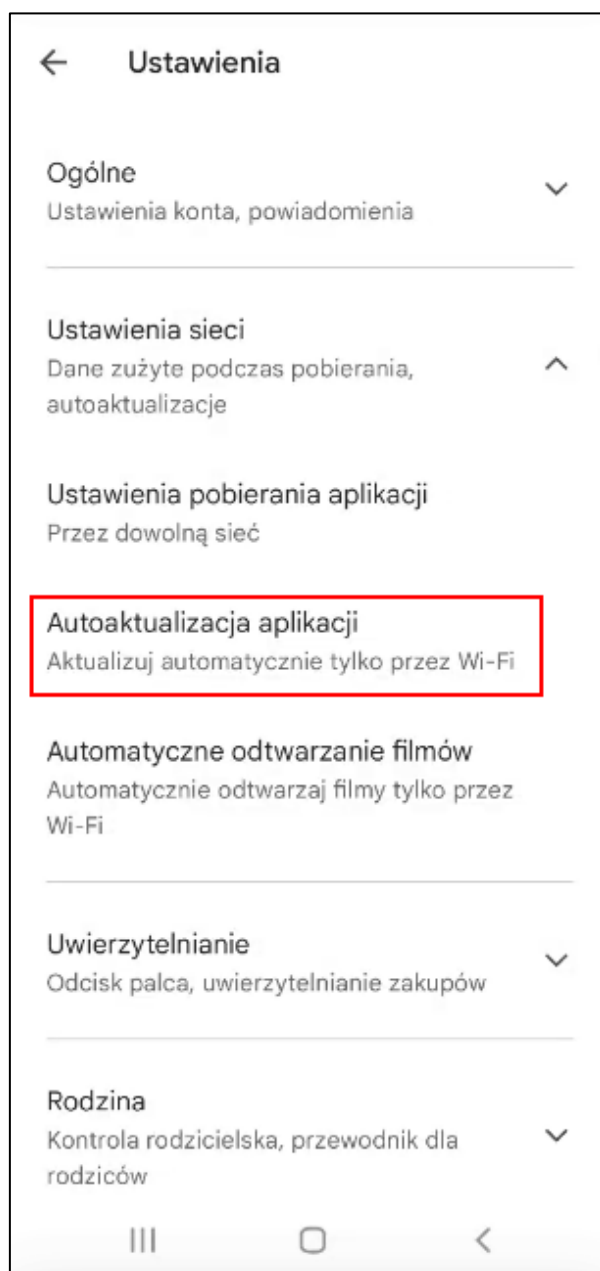 Ustawienia
Ogólne
Ustawienia konta, powiadomienia
Ustawienia sieci
Dane zużyte podczas pobierania,
autoaktualizacje
Ustawienia pobierania aplikacji
Przez dowolną sieć
Autoaktualizacja aplikacji
Aktualizuj automatycznie tylko przez Wi-Fi
Automatyczne odtwarzanie filmów
Automatycznie odtwarzaj filmy tylko przez
Wi-Fi
Uwierzytelnianie
Odcisk palca, uwierzytelnianie zakupów
Rodzina
Kontrola rodzicielska, przewodnik dla
rodziców